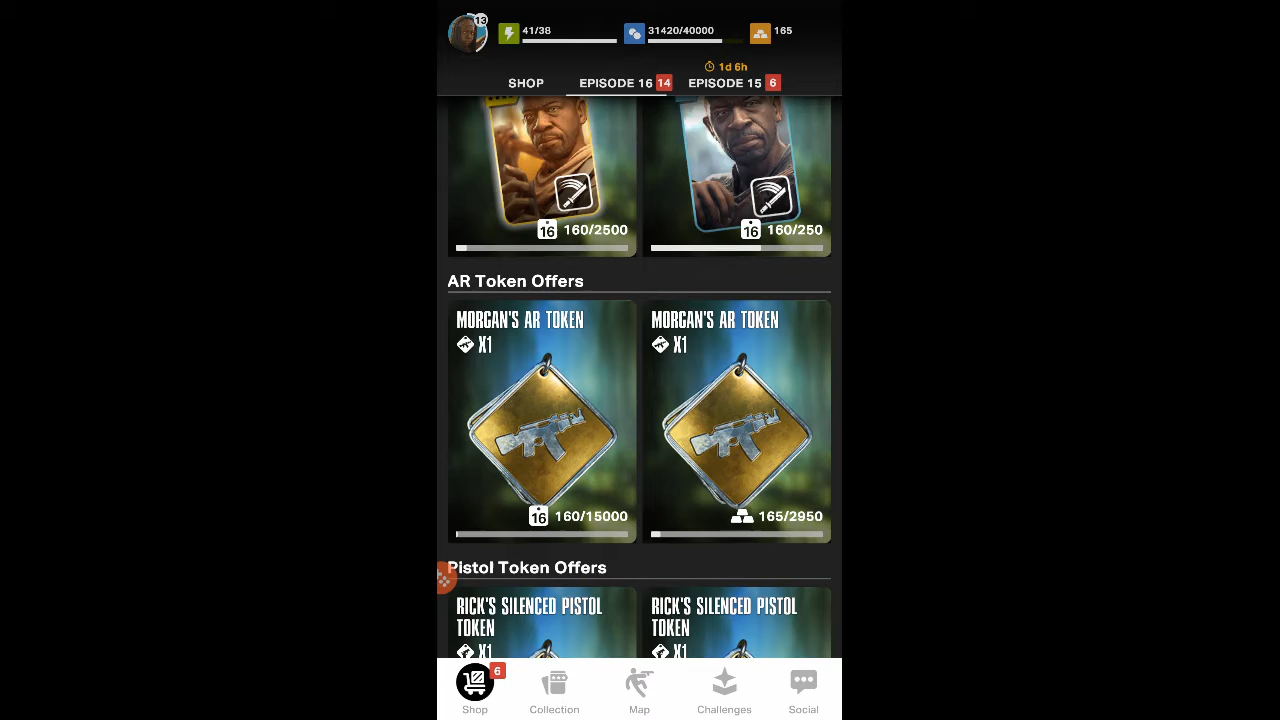 13
41/38
31420/40000
165
1d 6h
SHOP
EPISODE 16 14
EPISODE 15 6
16 160/2500
16 160/250
AR Token Offers
MORGAN'S AR TOKEN
X1
16 160/15000
MORGAN'S AR TOKEN
X1
165/2950
Pistol Token Offers
RICK'S SILENCED PISTOL
TOKEN
X1
RICK'S SILENCED PISTOL
TOKEN
X1
6
Shop
Collection
Map
Challenges
Social